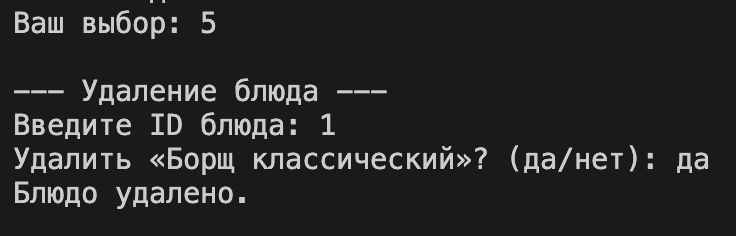 Ваш выбор: 5
--- Удаление блюда ---
Введите ID блюда: 1
Удалить «Борщ классический»? (да/нет): да
Блюдо удалено.